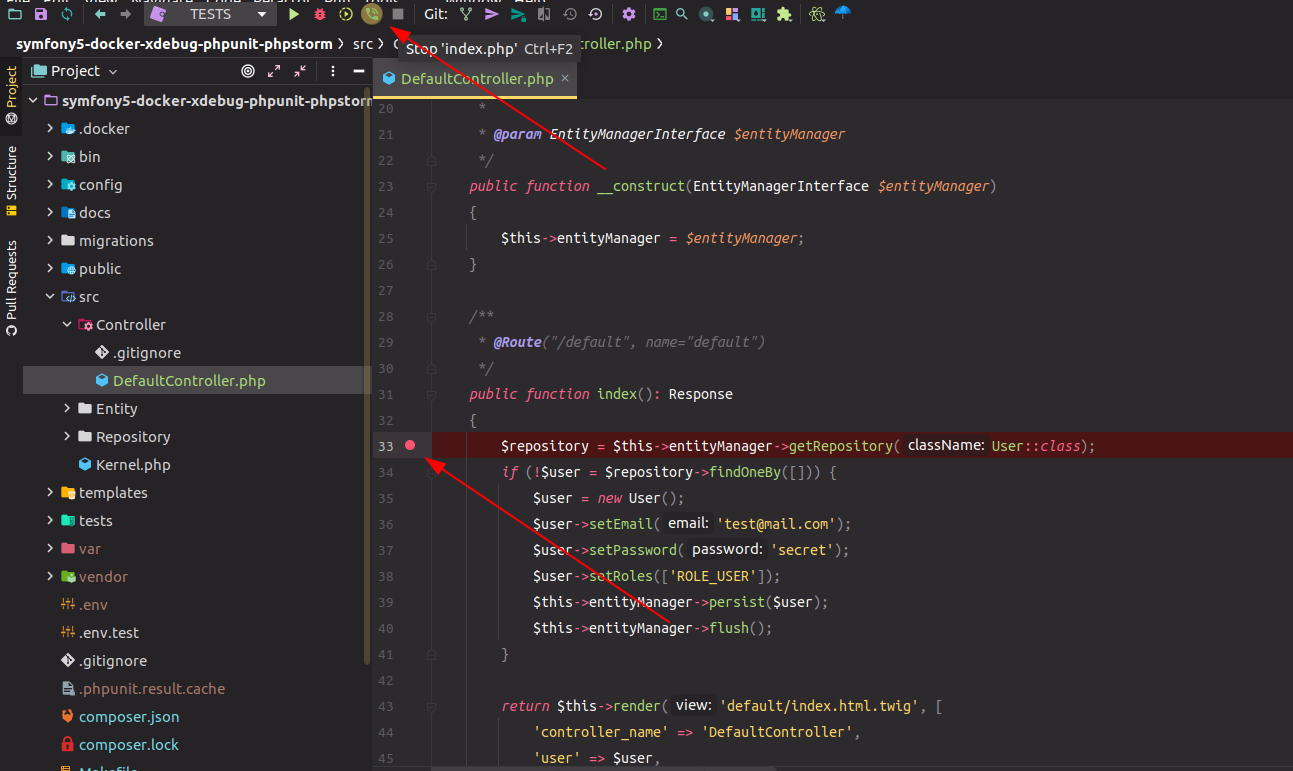 TESTS
Git:
symfony5-docker-xdebug-phpunit-phpstorm
src
Stop 'index.php' Ctrl+F2
ller.php
Project
symfony5-docker-xdebug-phpunit-phpstorm
.docker
bin
config
docs
migrations
public
src
Controller
.gitignore
DefaultController.php
Entity
Repository
Kernel.php
templates
tests
var
vendor
.env
.env.test
.gitignore
.phpunit.result.cache
composer.json
composer.lock
Makefile
Project
Structure
Pull Requests
DefaultController.php ×
20 *
21 * @param EntityManagerInterface $entityManager
22 */
23 public function __construct(EntityManagerInterface $entityManager)
24 {
25 $this->entityManager = $entityManager;
26 }
27
28 /**
29 * @Route("/default", name="default")
30 */
31 public function index(): Response
32 {
33 $repository = $this->entityManager->getRepository( className: User::class);
34 if (!$user = $repository->findOneBy([])) {
35 $user = new User();
36 $user->setEmail( email: 'test@mail.com');
37 $user->setPassword( password: 'secret');
38 $user->setRoles(['ROLE_USER']);
39 $this->entityManager->persist($user);
40 $this->entityManager->flush();
41 }
42
43 return $this->render( view: 'default/index.html.twig', [
44 'controller_name' => 'DefaultController',
45 'user' => $user,